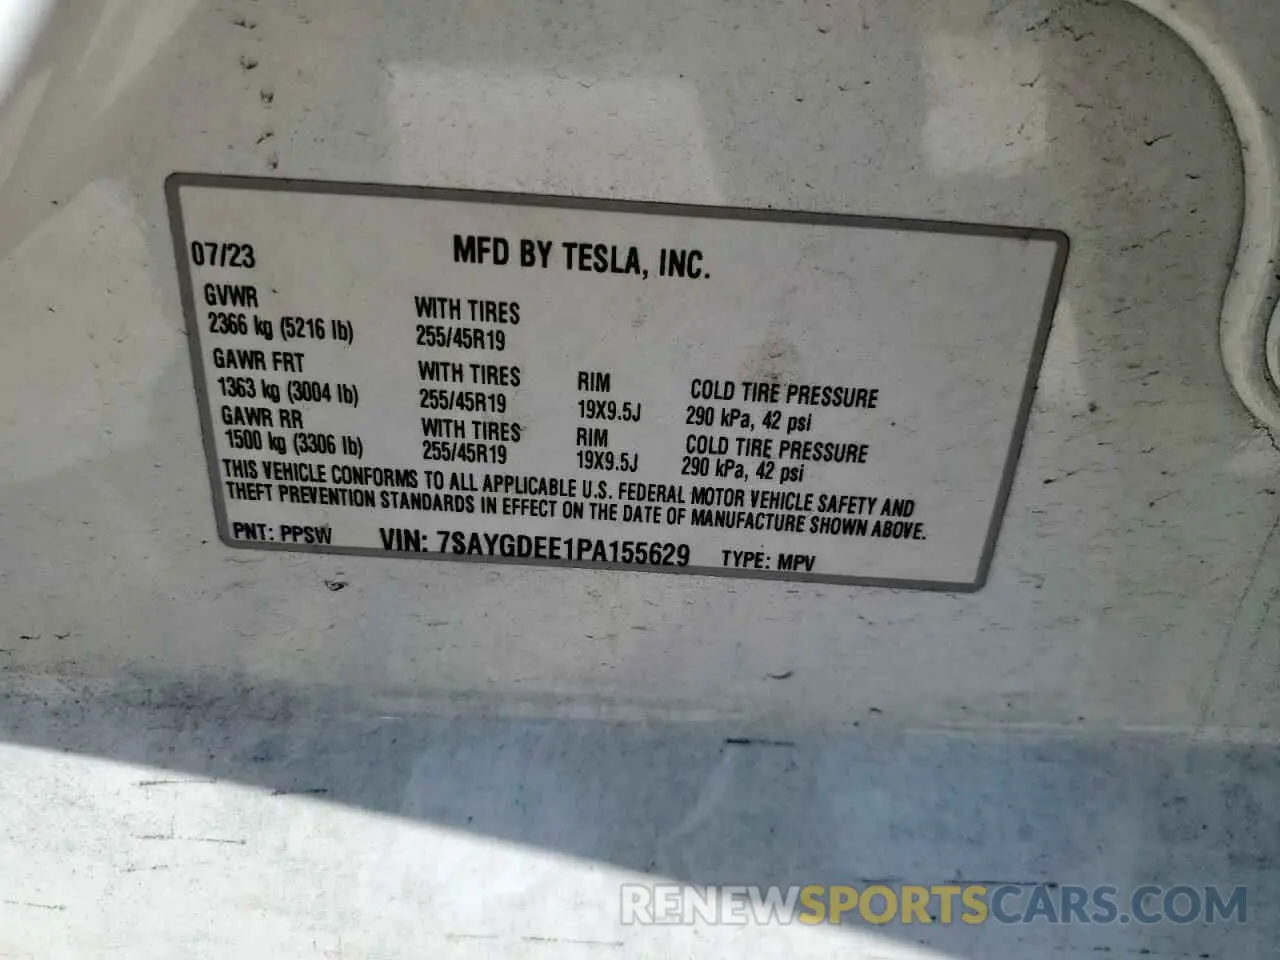 07/23 MFD BY TESLA, INC.
GVWR WITH TIRES
2366 kg (5216 lb) 255/45R19
GAWR FRT WITH TIRES RIM COLD TIRE PRESSURE
1363 kg (3004 lb) 255/45R19 19X9.5J 290 kPa, 42 psi
GAWR RR WITH TIRES RIM COLD TIRE PRESSURE
1500 kg (3306 lb) 255/45R19 19X9.5J 290 kPa, 42 psi
THIS VEHICLE CONFORMS TO ALL APPLICABLE U.S. FEDERAL MOTOR VEHICLE SAFETY AND
THEFT PREVENTION STANDARDS IN EFFECT ON THE DATE OF MANUFACTURE SHOWN ABOVE.
PNT: PPSW VIN: 7SAYGDEE1PA155629 TYPE: MPV
RENEWSPORTSCARS.COM